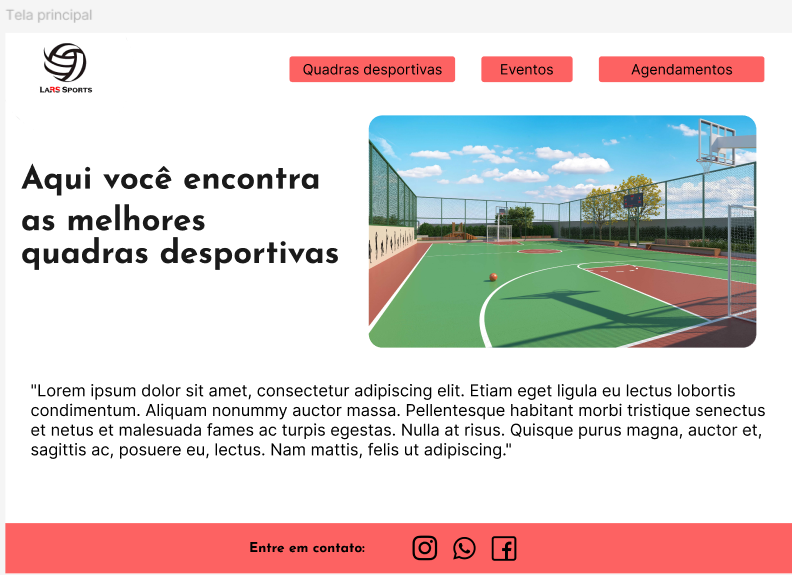 Tela principal
LaRS Sports
Quadras desportivas
Eventos
Agendamentos
Aqui você encontra
as melhores
quadras desportivas
"Lorem ipsum dolor sit amet, consectetur adipiscing elit. Etiam eget ligula eu lectus lobortis
condimentum. Aliquam nonummy auctor massa. Pellentesque habitant morbi tristique senectus
et netus et malesuada fames ac turpis egestas. Nulla at risus. Quisque purus magna, auctor et,
sagittis ac, posuere eu, lectus. Nam mattis, felis ut adipiscing."
Entre em contato: